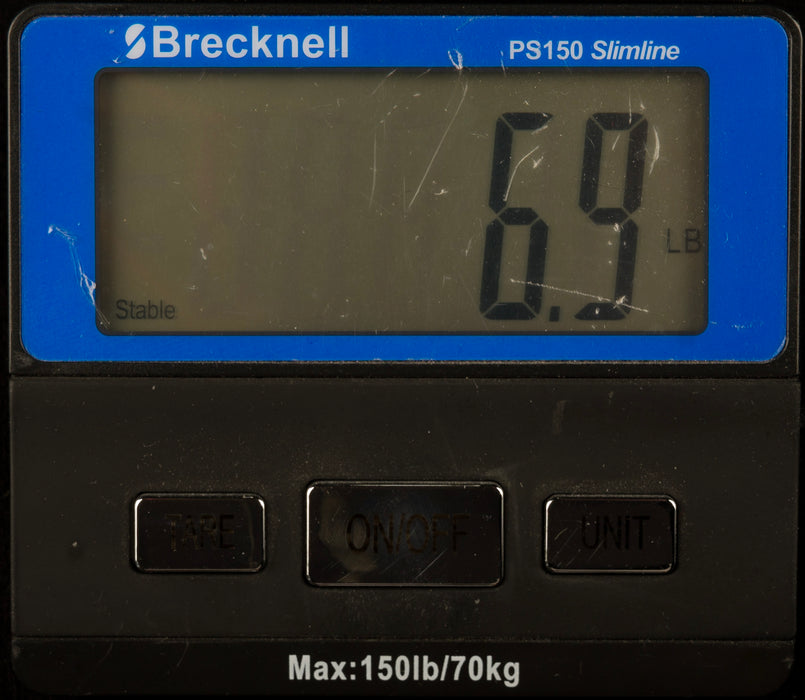 Brecknell
PS150 Slimline
6.9
LB
Stable
TARE
ON/OFF
UNIT
Max:150lb/70kg